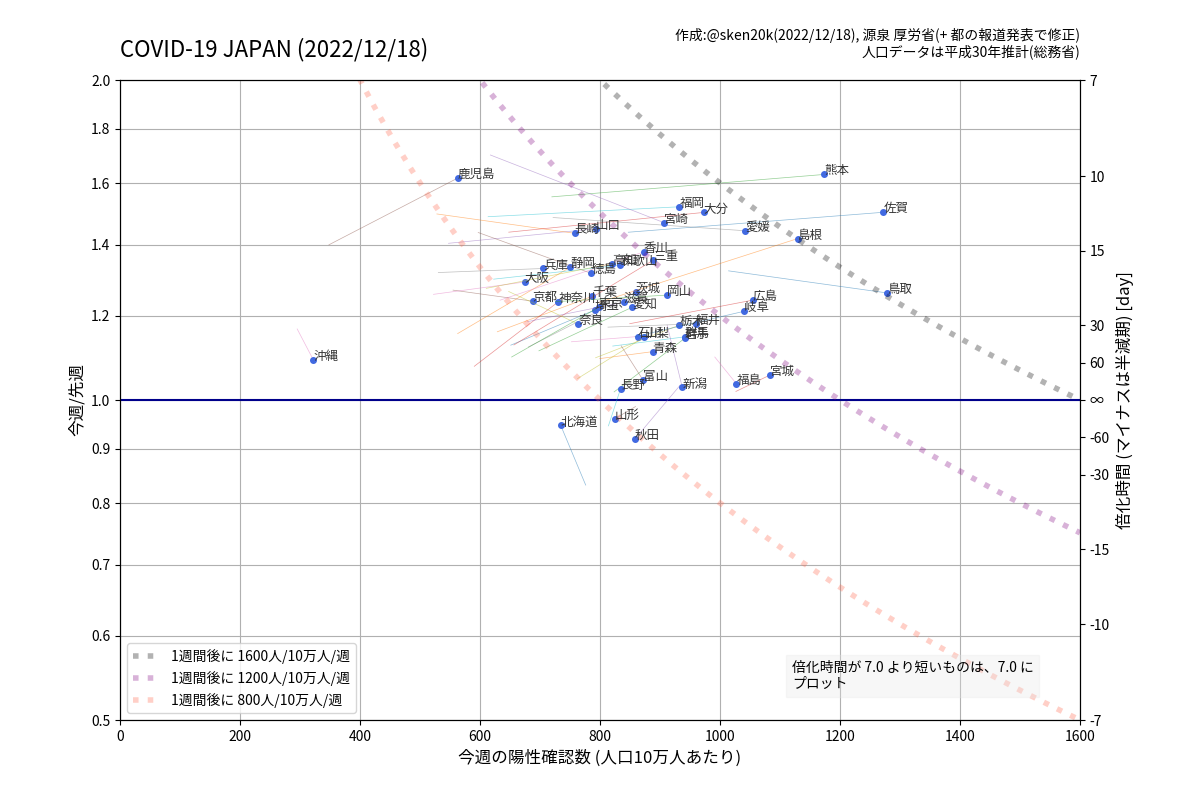 COVID-19 JAPAN (2022/12/18)
作成:@sken20k(2022/12/18), 源泉 厚労省(+ 都の報道発表で修正)
人口データは平成30年推計(総務省)
2.0
1.8
1.6
1.4
1.2
1.0
0.9
0.8
0.7
0.6
0.5
今週/先週
7
10
15
30
60
∞
-60
-30
-15
-10
-7
倍化時間 (マイナスは半減期) [day]
鹿児島
熊本
福岡
大分
佐賀
宮崎
長崎
山口
愛媛
島根
香川
三重
兵庫
静岡
徳島
大阪
鳥取
京都
神奈川
千葉
茨城
岡山
広島
岐阜
愛知
埼玉
奈良
栃木
福井
青森
沖縄
富山
長野
新潟
福島
宮城
北海道
山形
秋田
1週間後に 1600人/10万人/週
1週間後に 1200人/10万人/週
1週間後に 800人/10万人/週
倍化時間が 7.0 より短いものは、7.0 に
プロット
0
200
400
600
800
1000
1200
1400
1600
今週の陽性確認数 (人口10万人あたり)